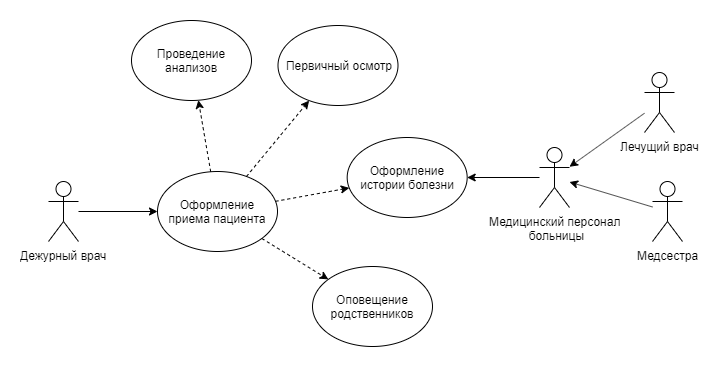 Проведение
анализов
Первичный осмотр
Лечущий врач
Оформление
истории болезни
Оформление
приема пациента
Медицинский персонал
больницы
Дежурный врач
Медсестра
Оповещение
родственников